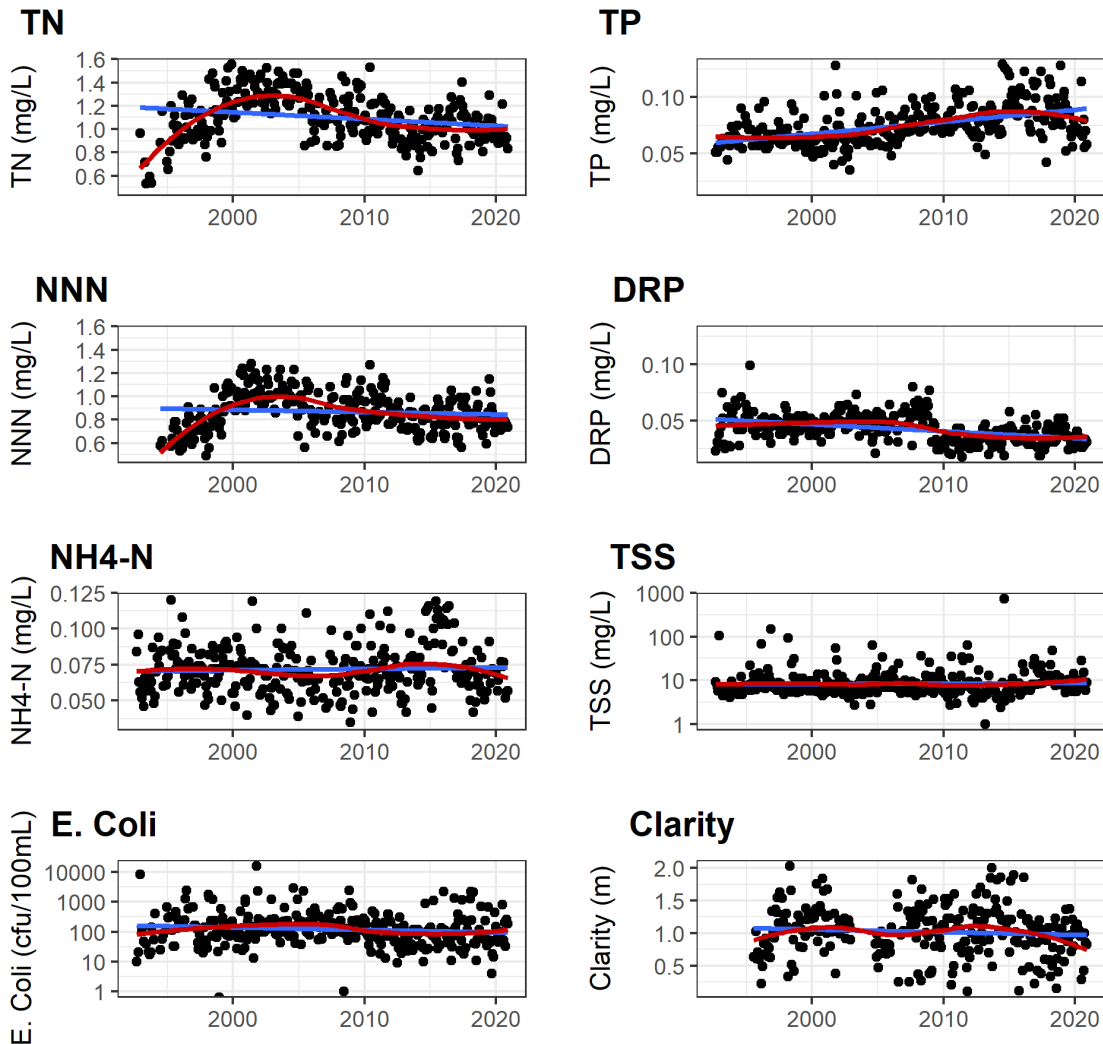 TN
TN (mg/L)
1.6
1.4
1.2
1.0
0.8
0.6
2000 2010 2020
TP
TP (mg/L)
0.10
0.05
2000 2010 2020
NNN
NNN (mg/L)
1.6
1.4
1.2
1.0
0.8
0.6
2000 2010 2020
DRP
DRP (mg/L)
0.10
0.05
2000 2010 2020
NH4-N
NH4-N (mg/L)
0.125
0.100
0.075
0.050
2000 2010 2020
TSS
TSS (mg/L)
1000
100
10
1
2000 2010 2020
E. Coli
E. Coli (cfu/100mL)
10000
1000
100
10
1
2000 2010 2020
Clarity
Clarity (m)
2.0
1.5
1.0
0.5
2000 2010 2020